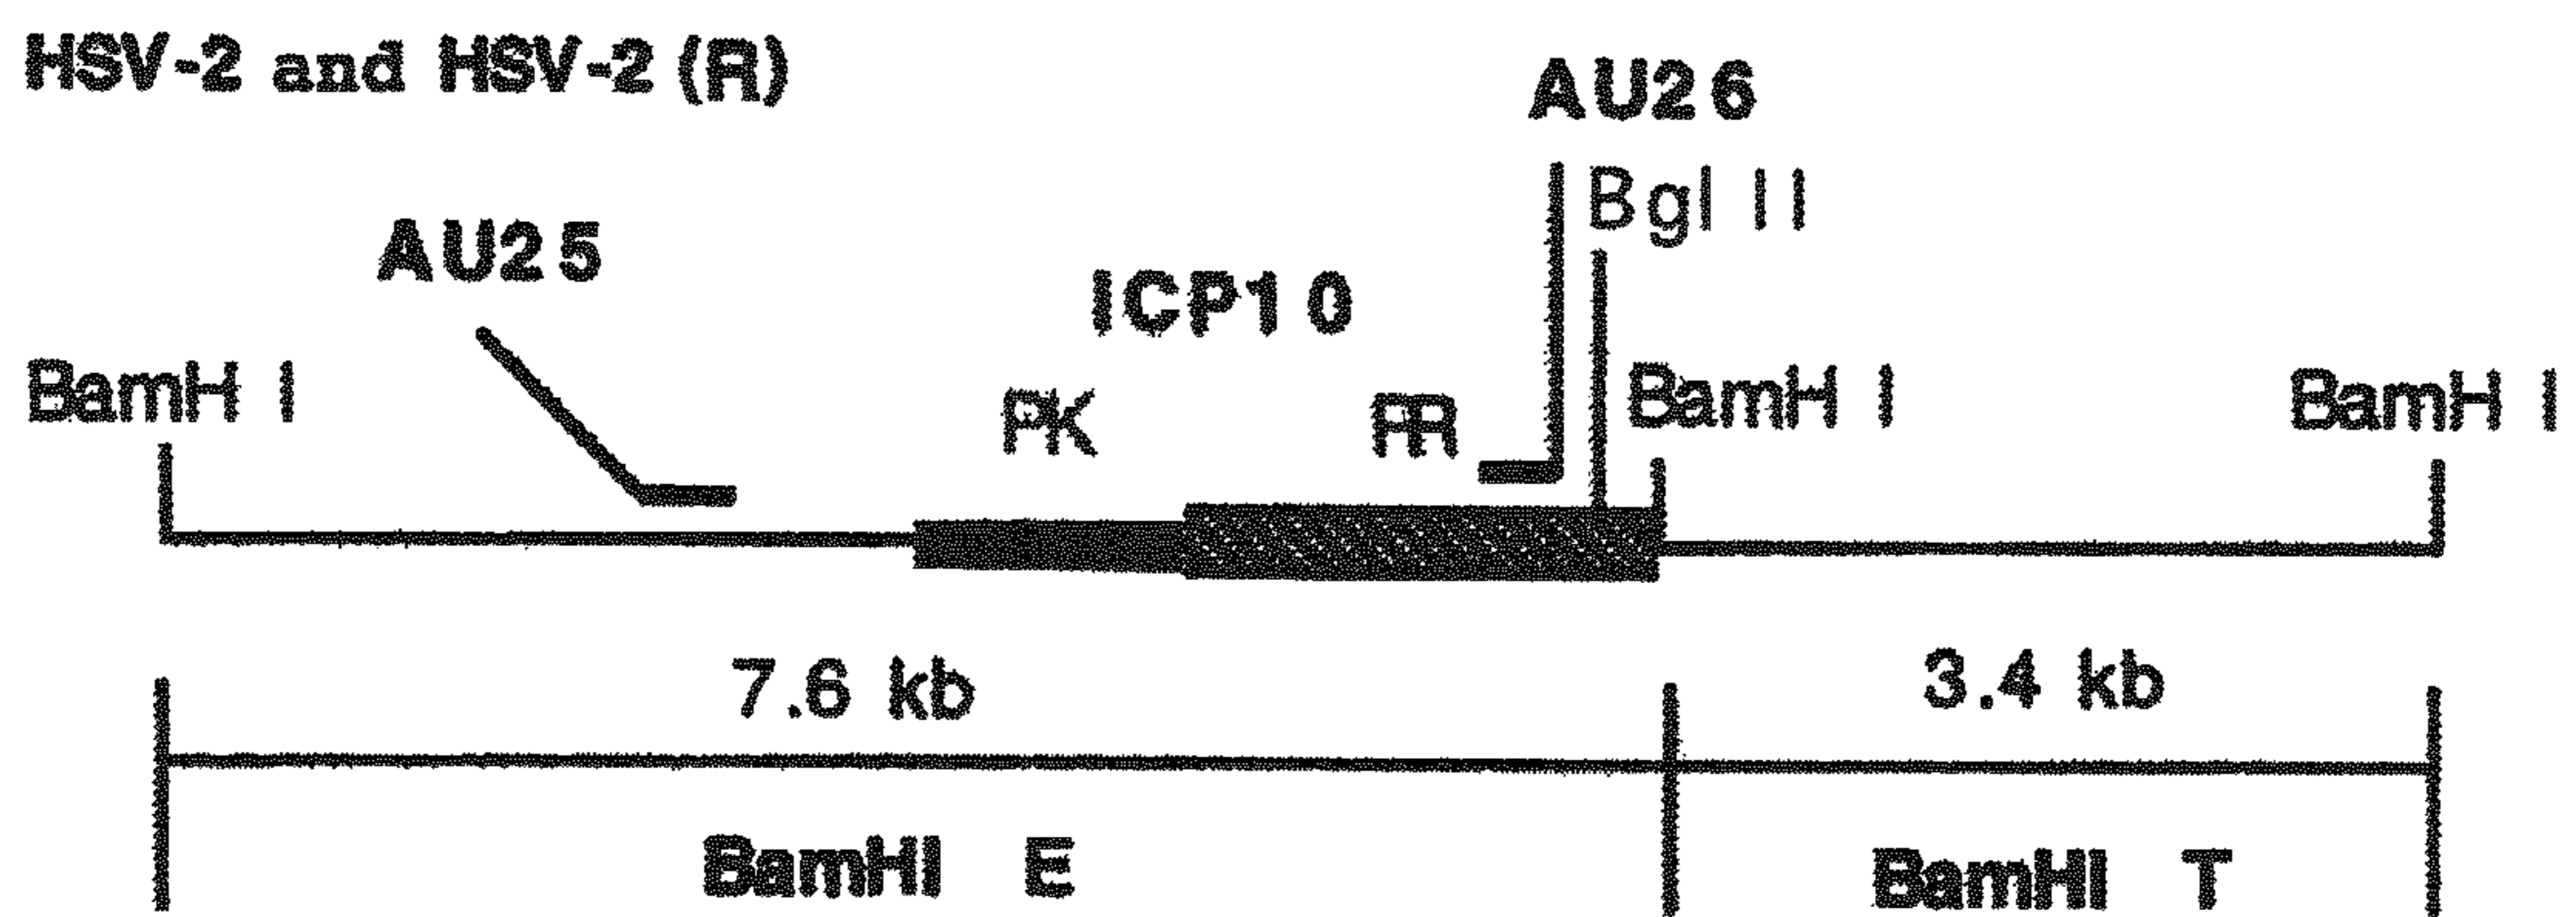 HSV-2 and HSV-2 (R)
AU26
Bgl II
AU25
ICP10
BamH I
PK
RR
BamH I
BamH I
7.6 kb
3.4 kb
BamHI E
BamHI T